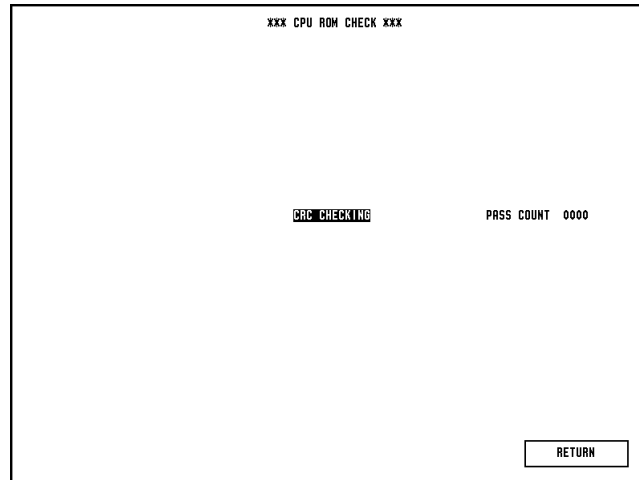 *** CPU ROM CHECK ***
CRC CHECKING PASS COUNT 0000
RETURN